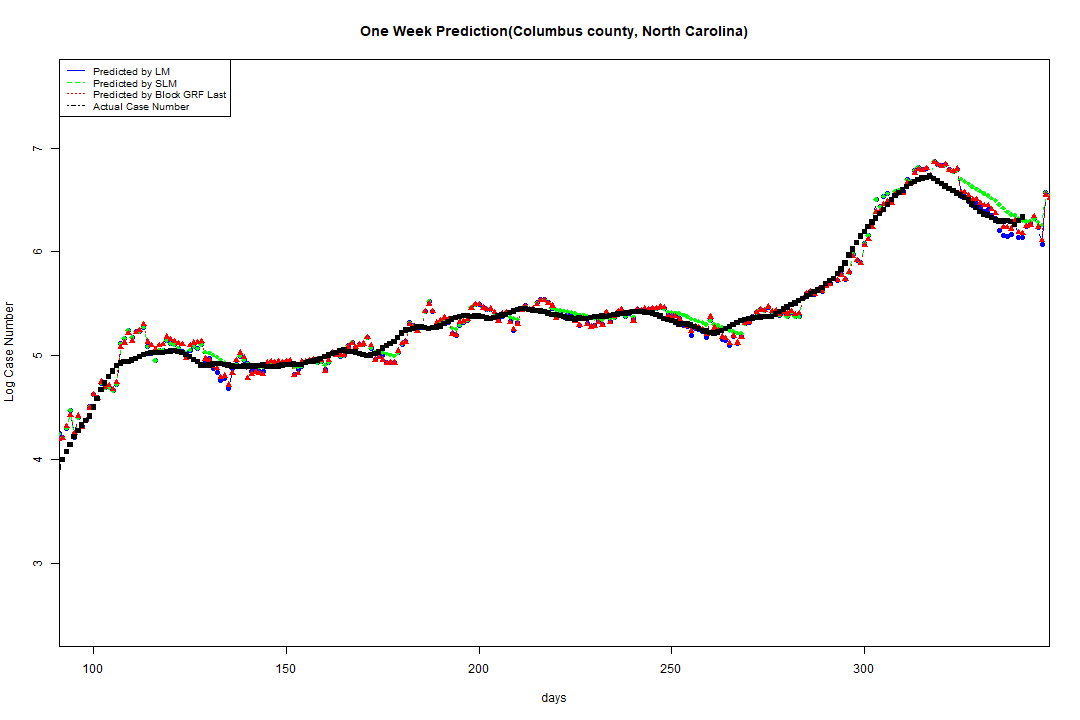 One Week Prediction(Columbus county, North Carolina)
Predicted by LM
Predicted by SLM
Predicted by Block GRF Last
Actual Case Number
7
6
5
4
3
Log Case Number
100 150 200 250 300
days